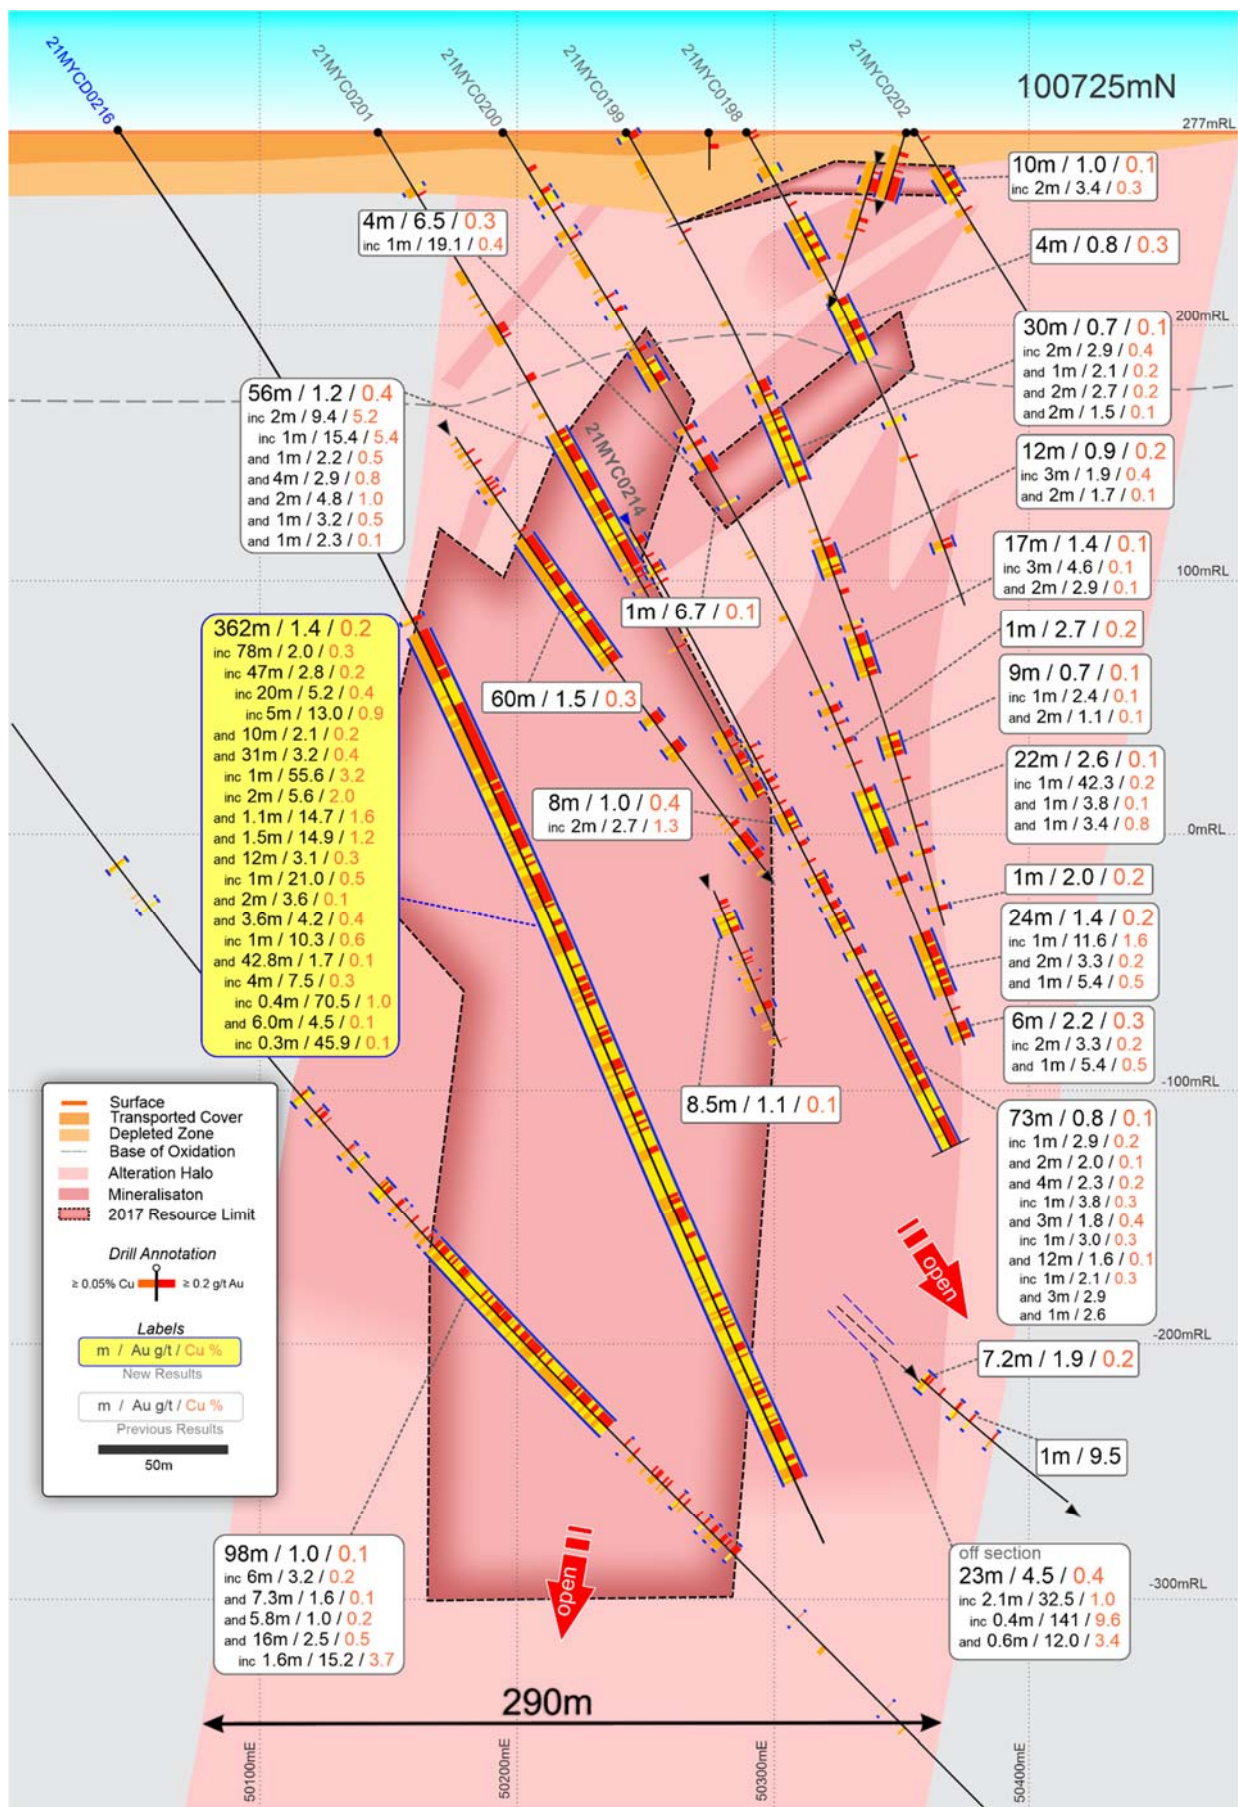 21MYCD0216
21MYC0201
21MYC0200
21MYC0199
21MYC0198
21MYC0202
100725mN
277mRL
10m / 1.0 / 0.1
inc 2m / 3.4 / 0.3
4m / 6.5 / 0.3
inc 1m / 19.1 / 0.4
4m / 0.8 / 0.3
200mRL
30m / 0.7 / 0.1
inc 2m / 2.9 / 0.4
and 1m / 2.1 / 0.2
and 2m / 2.7 / 0.2
and 2m / 1.5 / 0.1
56m / 1.2 / 0.4
inc 2m / 9.4 / 5.2
inc 1m / 15.4 / 5.4
and 1m / 2.2 / 0.5
and 4m / 2.9 / 0.8
and 2m / 4.8 / 1.0
and 1m / 3.2 / 0.5
and 1m / 2.3 / 0.1
21MYC0214
12m / 0.9 / 0.2
inc 3m / 1.9 / 0.4
and 2m / 1.7 / 0.1
17m / 1.4 / 0.1
inc 3m / 4.6 / 0.1
and 2m / 2.9 / 0.1
100mRL
1m / 6.7 / 0.1
1m / 2.7 / 0.2
362m / 1.4 / 0.2
inc 78m / 2.0 / 0.3
inc 47m / 2.8 / 0.2
inc 20m / 5.2 / 0.4
inc 5m / 13.0 / 0.9
and 10m / 2.1 / 0.2
and 31m / 3.2 / 0.4
inc 1m / 55.6 / 3.2
inc 2m / 5.6 / 2.0
and 1.1m / 14.7 / 1.6
and 1.5m / 14.9 / 1.2
and 12m / 3.1 / 0.3
inc 1m / 21.0 / 0.5
and 2m / 3.6 / 0.1
and 3.6m / 4.2 / 0.4
inc 1m / 10.3 / 0.6
and 42.8m / 1.7 / 0.1
inc 4m / 7.5 / 0.3
inc 0.4m / 70.5 / 1.0
and 6.0m / 4.5 / 0.1
inc 0.3m / 45.9 / 0.1
60m / 1.5 / 0.3
9m / 0.7 / 0.1
inc 1m / 2.4 / 0.1
and 2m / 1.1 / 0.1
22m / 2.6 / 0.1
inc 1m / 42.3 / 0.2
and 1m / 3.8 / 0.1
and 1m / 3.4 / 0.8
8m / 1.0 / 0.4
inc 2m / 2.7 / 1.3
0mRL
1m / 2.0 / 0.2
24m / 1.4 / 0.2
inc 1m / 11.6 / 1.6
and 2m / 3.3 / 0.2
and 1m / 5.4 / 0.5
6m / 2.2 / 0.3
inc 2m / 3.3 / 0.2
and 1m / 5.4 / 0.5
-100mRL
8.5m / 1.1 / 0.1
73m / 0.8 / 0.1
inc 1m / 2.9 / 0.2
and 2m / 2.0 / 0.1
and 4m / 2.3 / 0.2
inc 1m / 3.8 / 0.3
and 3m / 1.8 / 0.4
inc 1m / 3.0 / 0.3
and 12m / 1.6 / 0.1
inc 1m / 2.1 / 0.3
and 3m / 2.9
and 1m / 2.6
Surface
Transported Cover
Depleted Zone
Base of Oxidation
Alteration Halo
Mineralisaton
2017 Resource Limit
Drill Annotation
≥ 0.05% Cu
≥ 0.2 g/t Au
Labels
m / Au g/t / Cu %
New Results
m / Au g/t / Cu %
Previous Results
50m
open
-200mRL
7.2m / 1.9 / 0.2
1m / 9.5
98m / 1.0 / 0.1
inc 6m / 3.2 / 0.2
and 7.3m / 1.6 / 0.1
and 5.8m / 1.0 / 0.2
and 16m / 2.5 / 0.5
inc 1.6m / 15.2 / 3.7
open
off section
23m / 4.5 / 0.4
inc 2.1m / 32.5 / 1.0
inc 0.4m / 141 / 9.6
and 0.6m / 12.0 / 3.4
-300mRL
290m
50100mE
50200mE
50300mE
50400mE